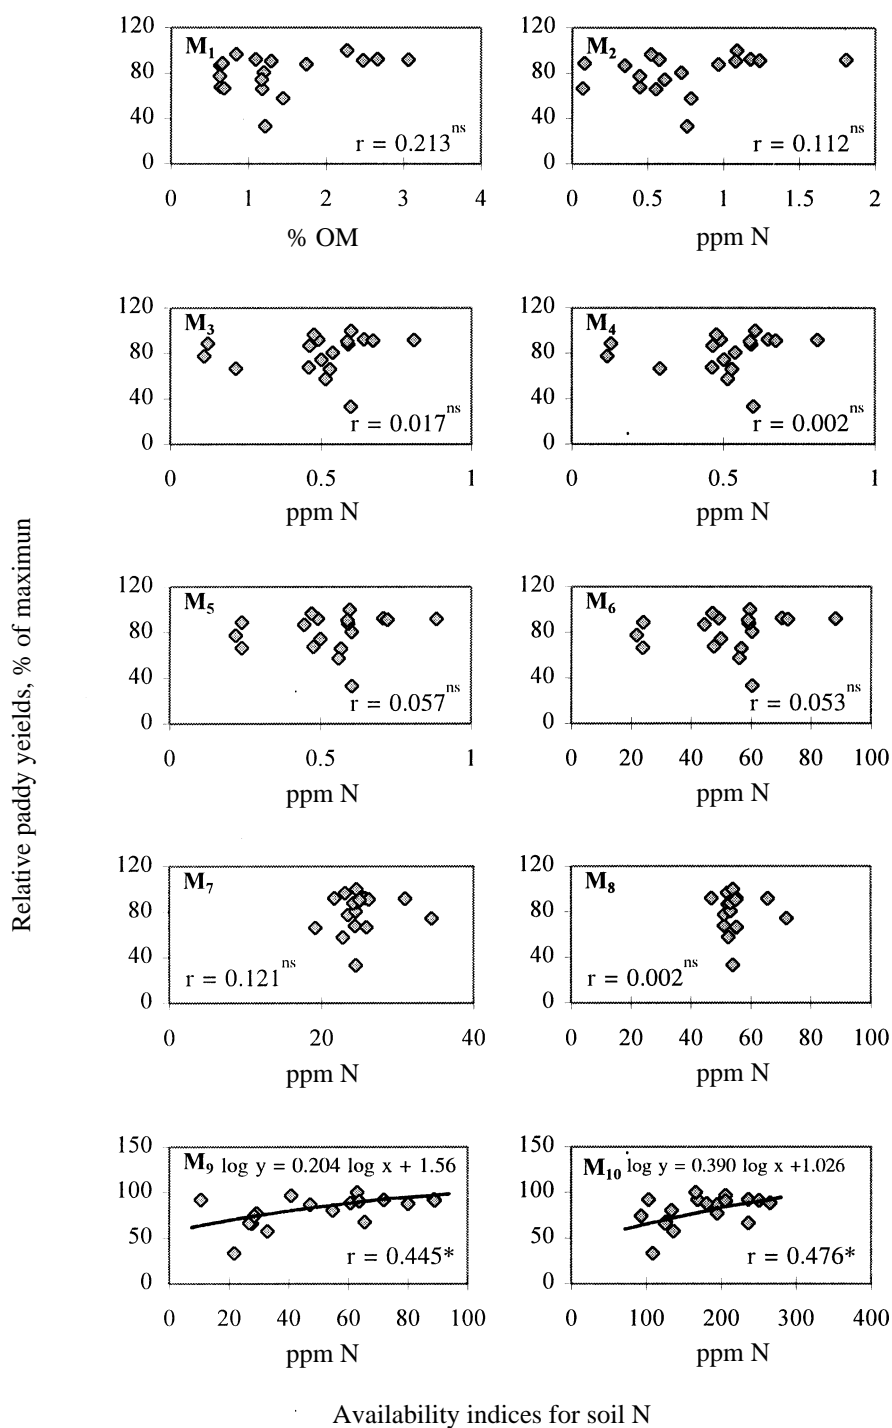 120
80
40
0
M1
r = 0.213ns
0 1 2 3 4
% OM
M2
r = 0.112ns
0 0.5 1 1.5 2
ppm N
120
80
40
0
M3
r = 0.017ns
0 0.5 1
ppm N
120
80
40
0
M4
r = 0.002ns
0 0.5 1
ppm N
120
80
40
0
M5
r = 0.057ns
0 0.5 1
ppm N
120
80
40
0
M6
r = 0.053ns
0 20 40 60 80 100
ppm N
120
80
40
0
M7
r = 0.121ns
0 20 40
ppm N
120
80
40
0
M8
r = 0.002ns
0 20 40 60 80 100
ppm N
150
100
50
0
M9 log y = 0.204 log x + 1.56
r = 0.445*
0 20 40 60 80 100
ppm N
150
100
50
0
M10 log y = 0.390 log x +1.026
r = 0.476*
0 100 200 300 400
ppm N
Relative paddy yeields, % of maximun
Availability indices for soil N
120
80
40
0